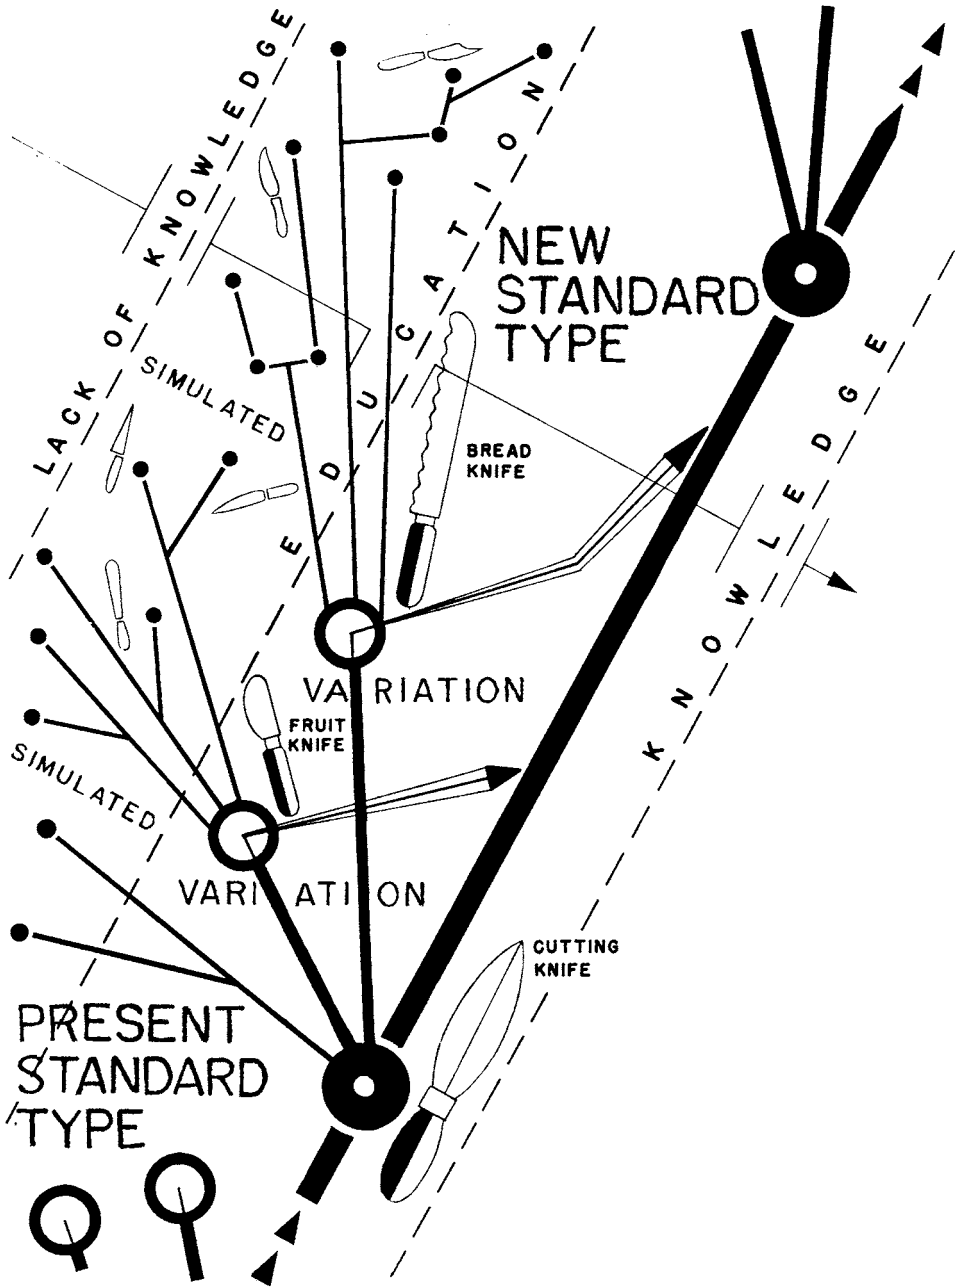 LACK OF KNOWLEDGE
EDUCATION
NEW
STANDARD
TYPE
KNOWLEDGE
SIMULATED
BREAD
KNIFE
VARIATION
FRUIT
KNIFE
SIMULATED
VARIATION
CUTTING
KNIFE
PRESENT
STANDARD
TYPE